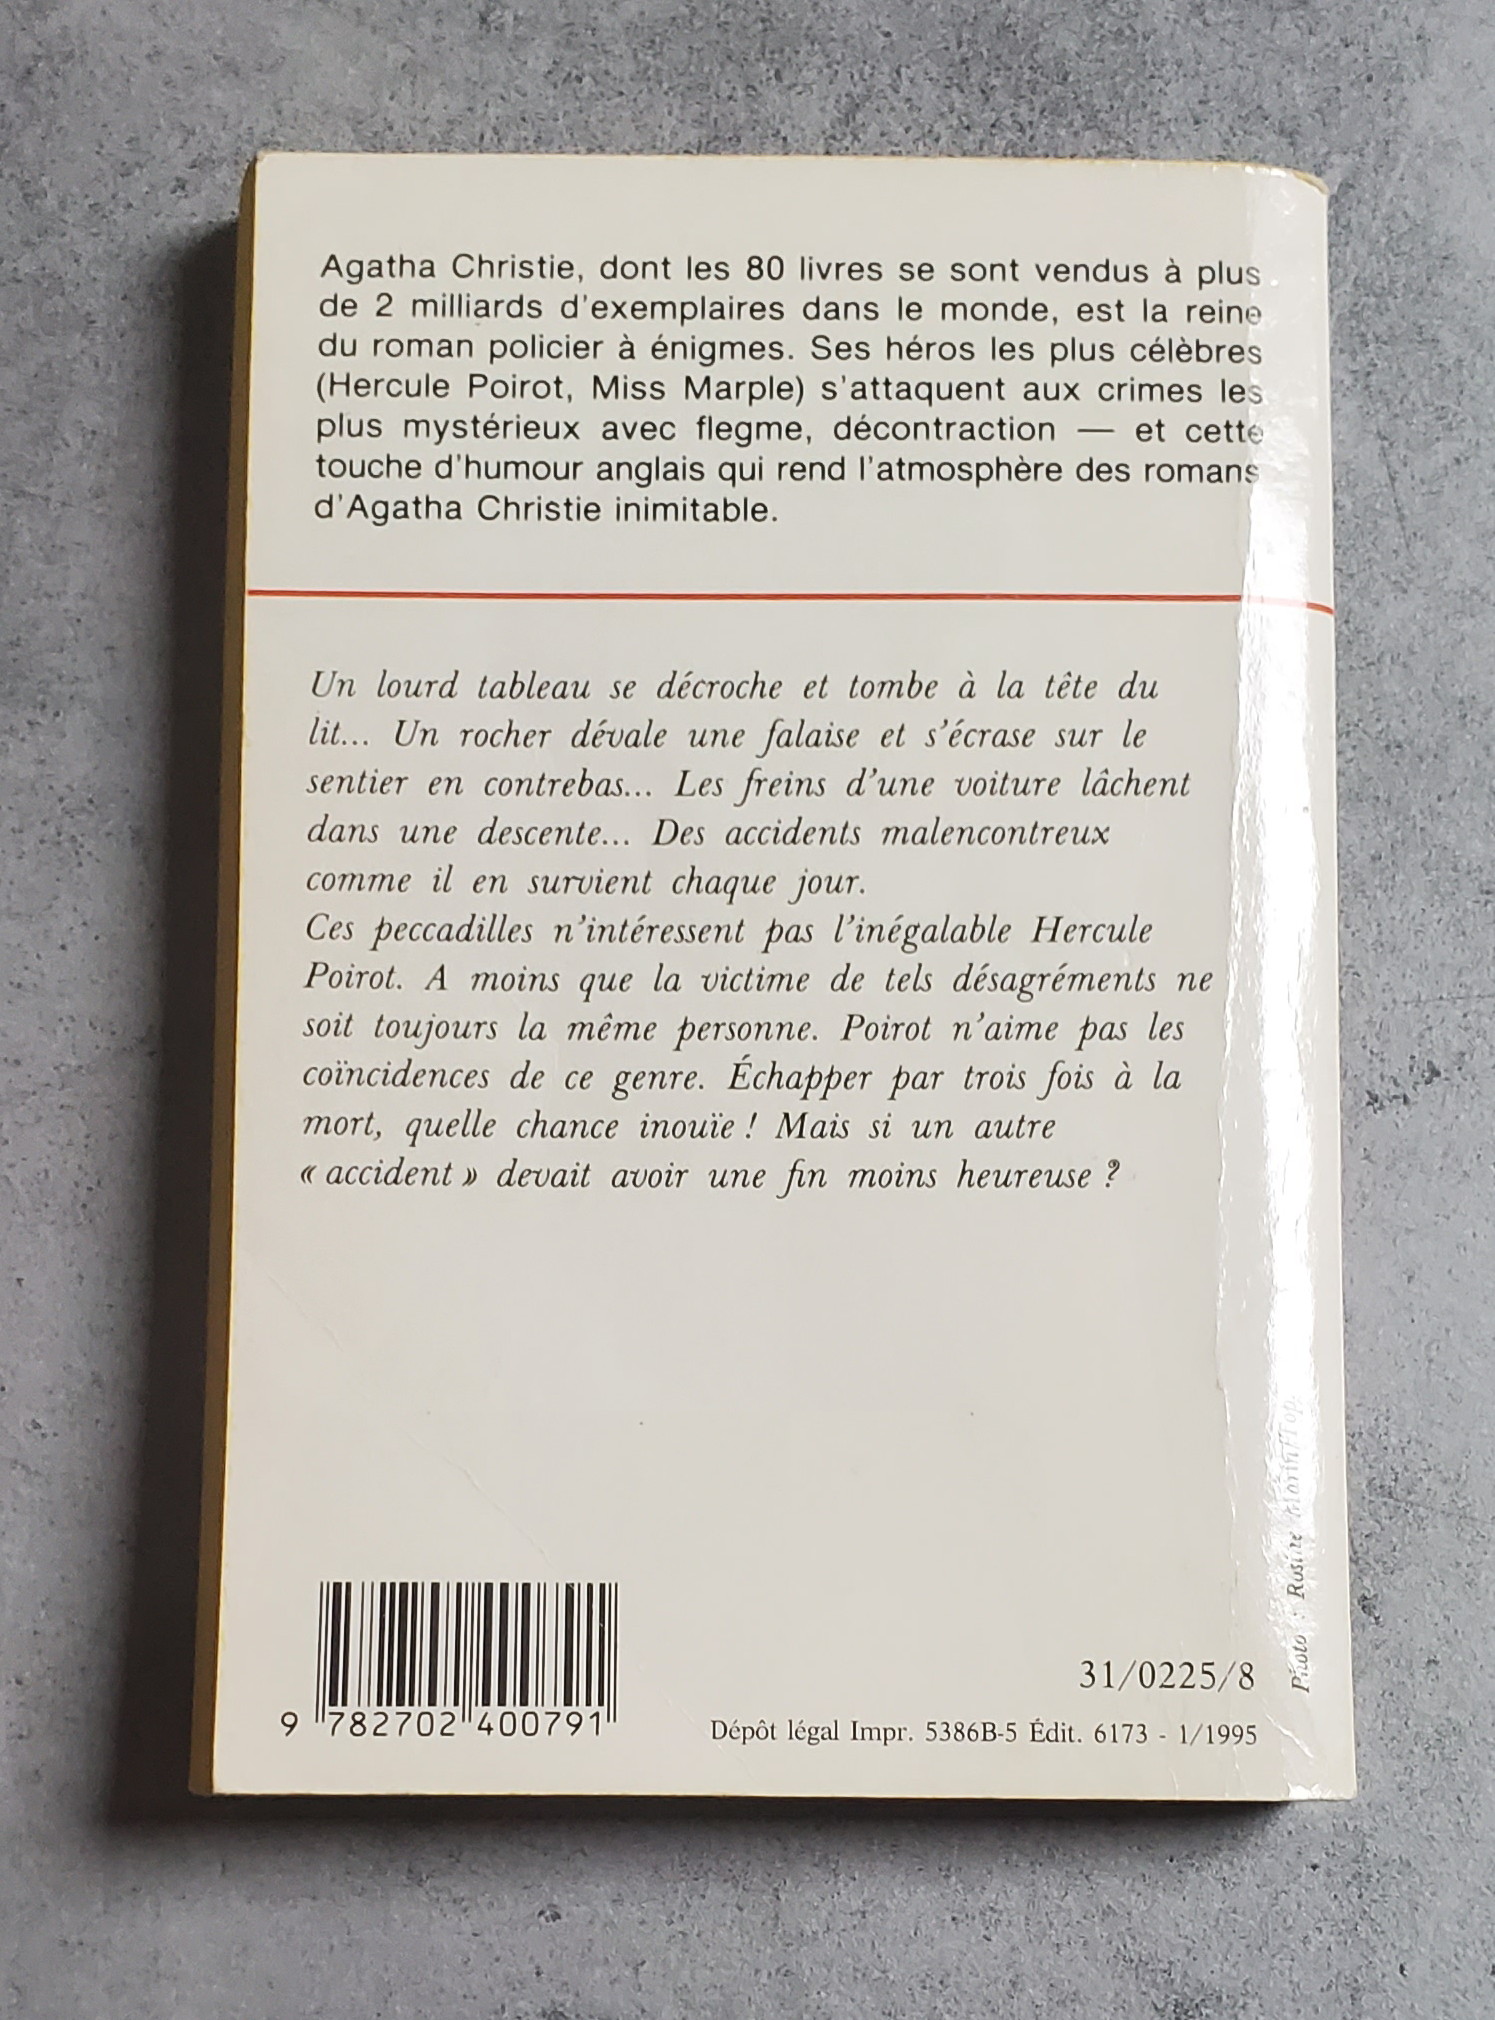 Agatha Christie, dont les 80 livres se sont vendus à plus
de 2 milliards d'exemplaires dans le monde, est la reine
du roman policier à énigmes. Ses héros les plus célèbres
(Hercule Poirot, Miss Marple) s'attaquent aux crimes les
plus mystérieux avec flegme, décontraction — et cette
touche d'humour anglais qui rend l'atmosphère des romans
d'Agatha Christie inimitable.
Un lourd tableau se décroche et tombe à la tête du
lit... Un rocher dévale une falaise et s'écrase sur le
sentier en contrebas... Les freins d'une voiture lâchent
dans une descente... Des accidents malencontreux
comme il en survient chaque jour.
Ces peccadilles n'intéressent pas l'inégalable Hercule
Poirot. A moins que la victime de tels désagréments ne
soit toujours la même personne. Poirot n'aime pas les
coïncidences de ce genre. Échapper par trois fois à la
mort, quelle chance inouïe ! Mais si un autre
« accident » devait avoir une fin moins heureuse ?
Photo : Rosine Mazin/Top
9 782702 400791
31/0225/8
Dépôt légal Impr. 5386B-5 Édit. 6173 - 1/1995